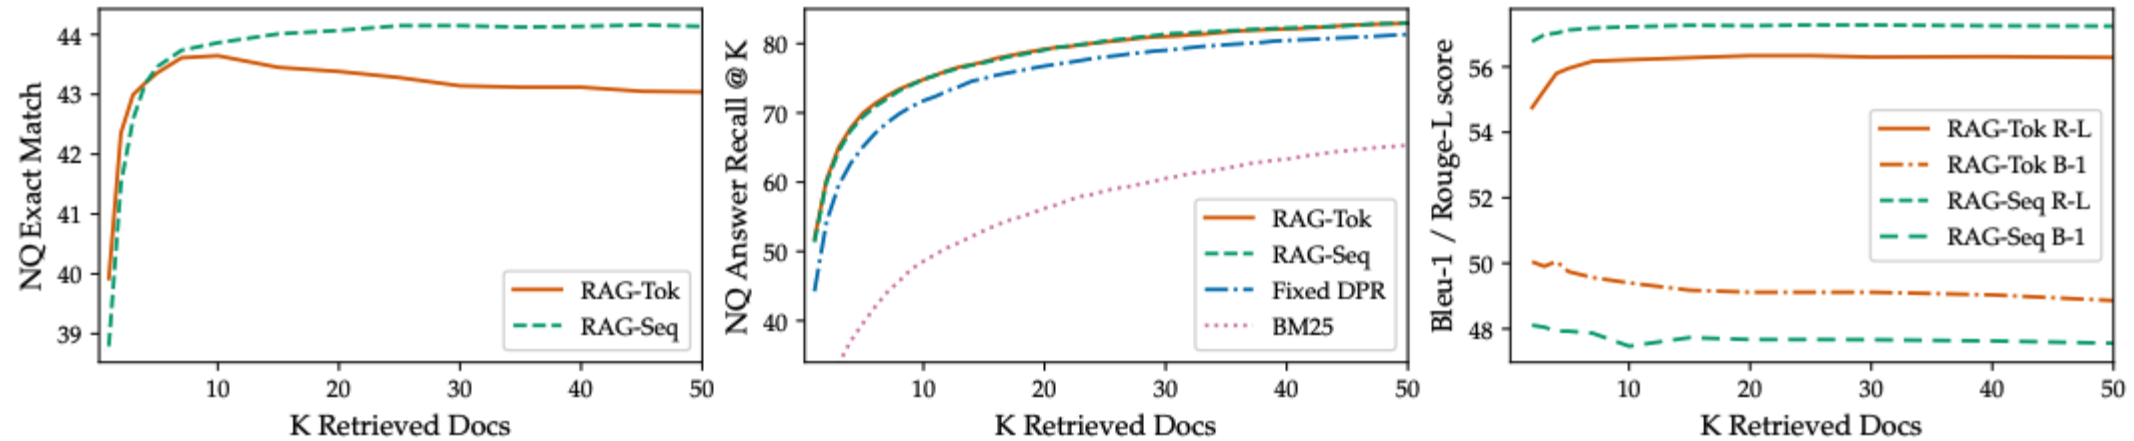 NQ Exact Match
44
43
42
41
40
39
10 20 30 40 50
K Retrieved Docs
RAG-Tok
RAG-Seq
NQ Answer Recall @ K
80
70
60
50
40
10 20 30 40 50
K Retrieved Docs
RAG-Tok
RAG-Seq
Fixed DPR
BM25
Bleu-1 / Rouge-L score
56
54
52
50
48
10 20 30 40 50
K Retrieved Docs
RAG-Tok R-L
RAG-Tok B-1
RAG-Seq R-L
RAG-Seq B-1